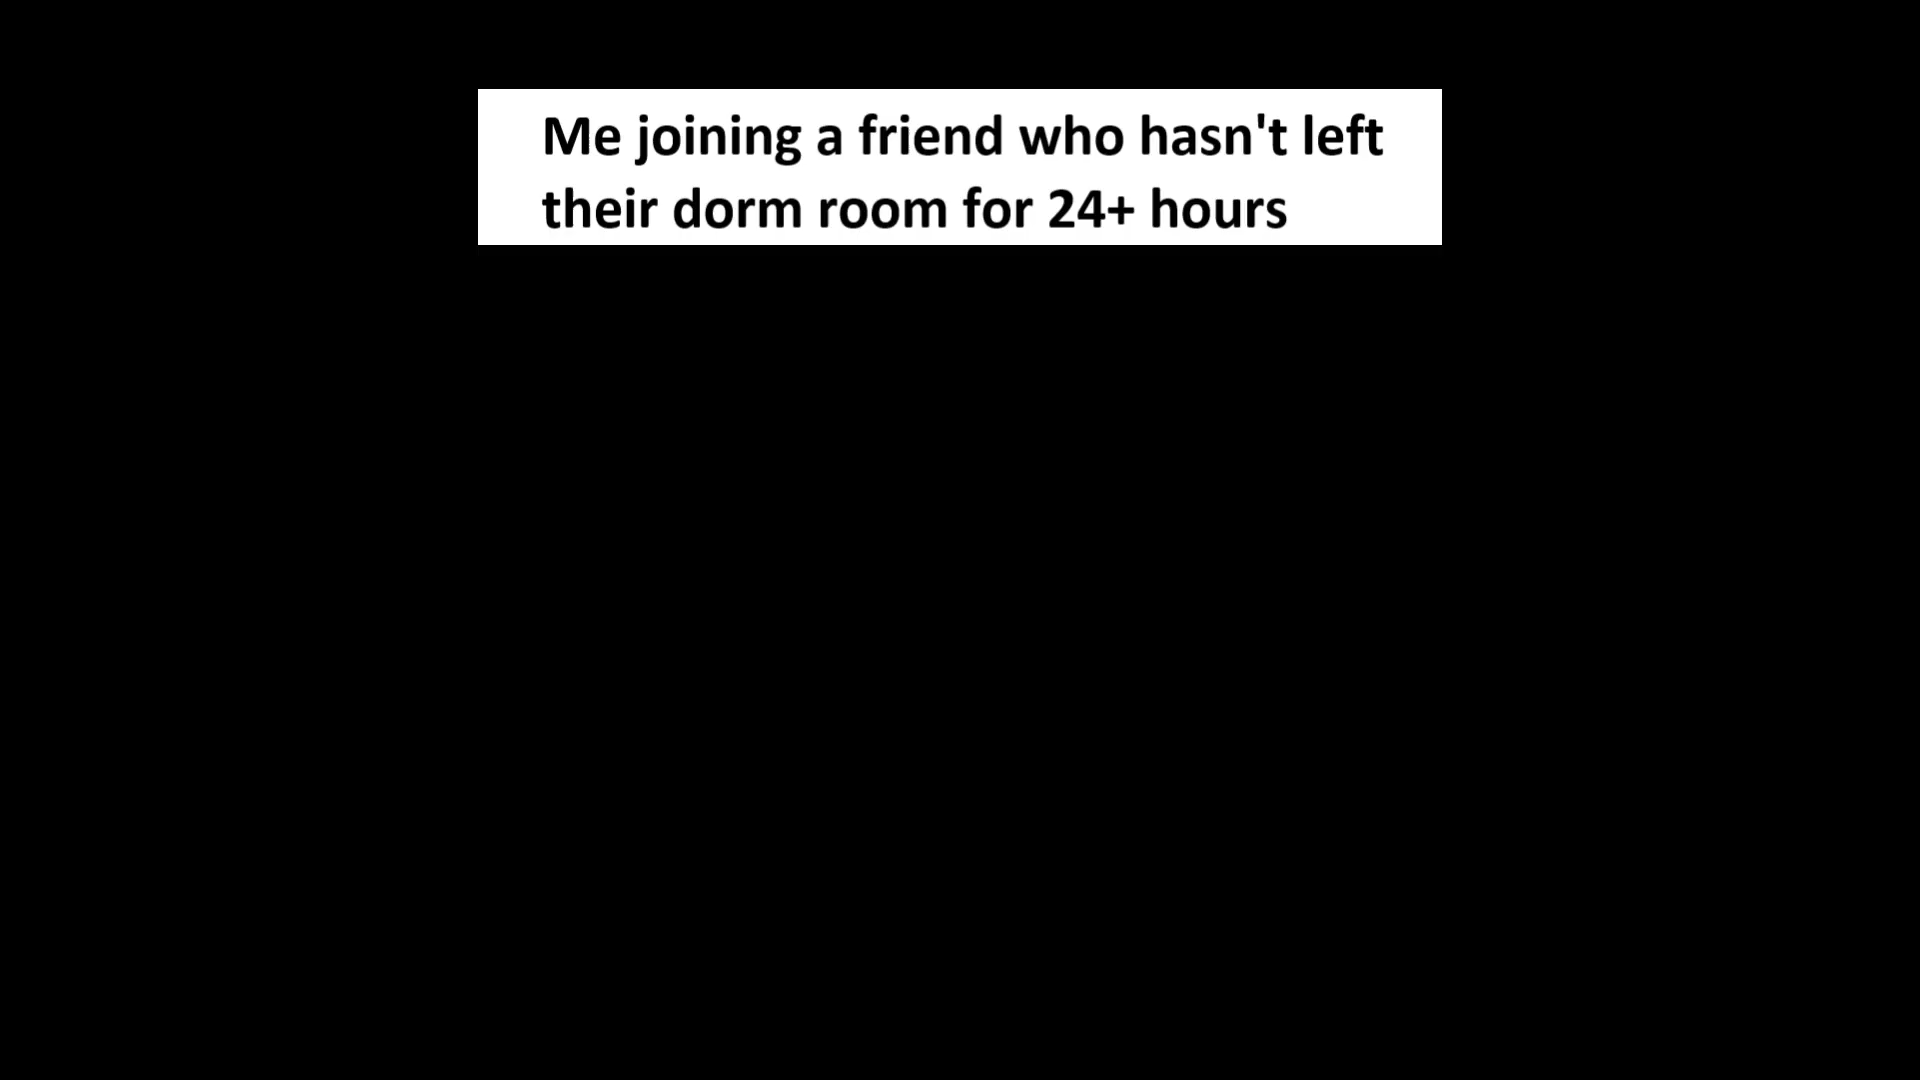 Me joining a friend who hasn't left
their dorm room for 24+ hours